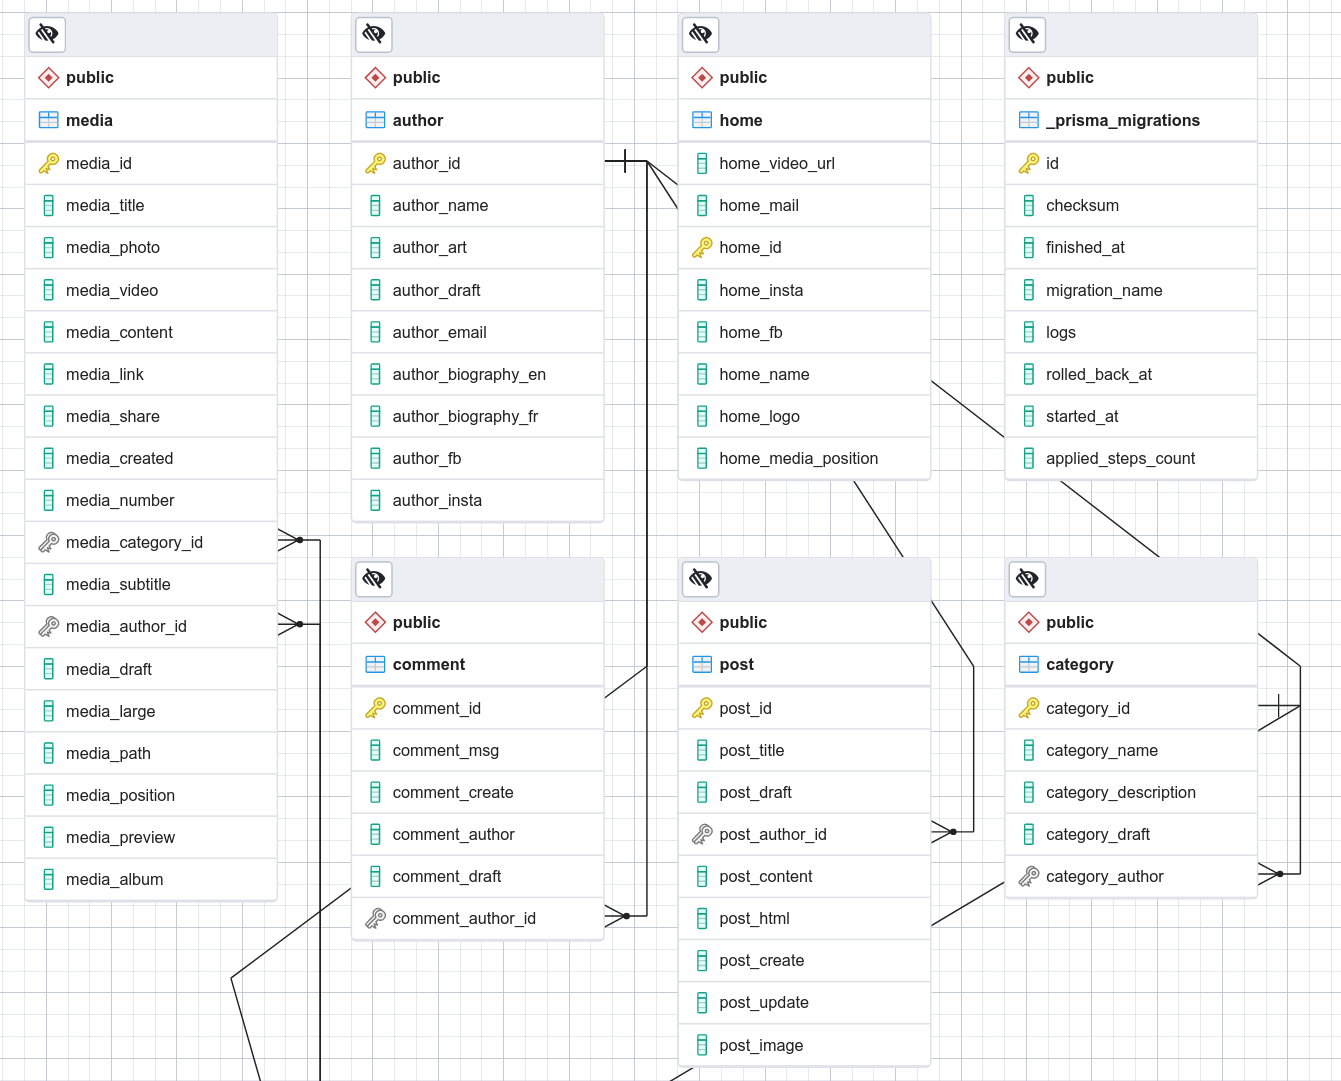 public
media
media_id
media_title
media_photo
media_video
media_content
media_link
media_share
media_created
media_number
media_category_id
media_subtitle
media_author_id
media_draft
media_large
media_path
media_position
media_preview
media_album
public
author
author_id
author_name
author_art
author_draft
author_email
author_biography_en
author_biography_fr
author_fb
author_insta
public
home
home_video_url
home_mail
home_id
home_insta
home_fb
home_name
home_logo
home_media_position
public
_prisma_migrations
id
checksum
finished_at
migration_name
logs
rolled_back_at
started_at
applied_steps_count
public
comment
comment_id
comment_msg
comment_create
comment_author
comment_draft
comment_author_id
public
post
post_id
post_title
post_draft
post_author_id
post_content
post_html
post_create
post_update
post_image
public
category
category_id
category_name
category_description
category_draft
category_author